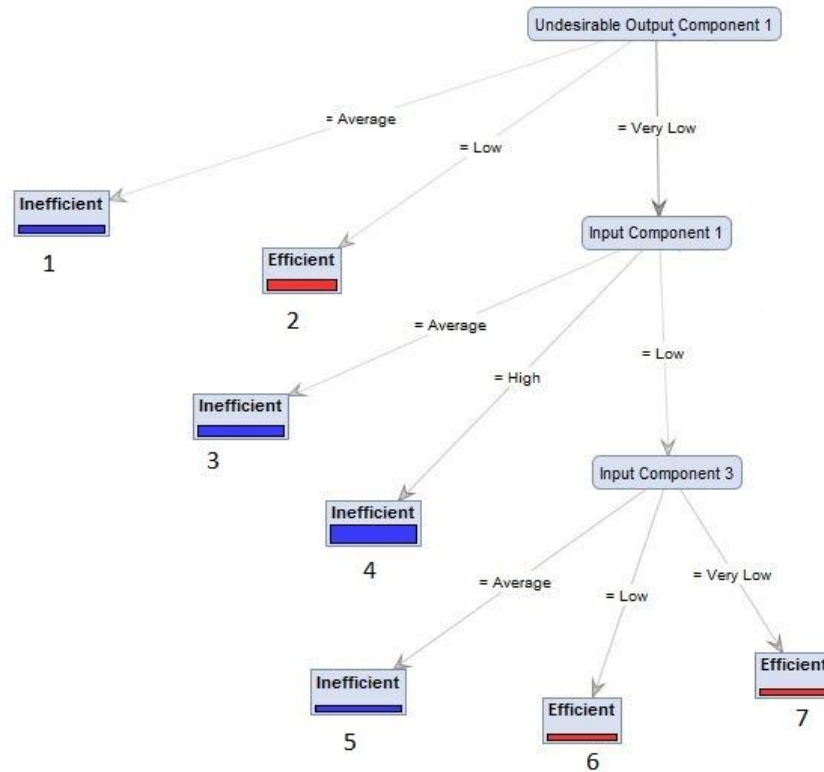 Undesirable Output Component 1
= Average
= Low
= Very Low
Inefficient
1
Efficient
2
Input Component 1
= Average
= High
= Low
Inefficient
3
Inefficient
4
Input Component 3
= Average
= Low
= Very Low
Inefficient
5
Efficient
6
Efficient
7